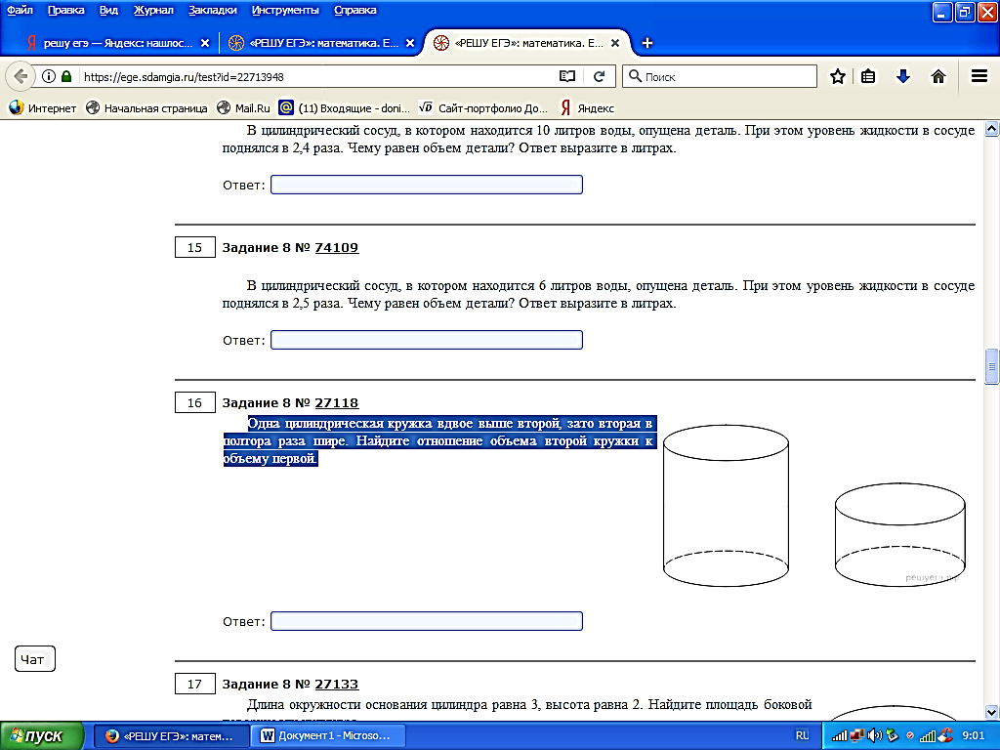 Файл Правка Вид Журнал Закладки Инструменты Справка
решу егэ — Яндекс: нашлос... × «РЕШУ ЕГЭ»: математика. Е... × «РЕШУ ЕГЭ»: математика. Е... × +
https://ege.sdamgia.ru/test?id=22713948 Поиск
Интернет Начальная страница Mail.Ru (11) Входящие - doni... Сайт-портфолио До... Яндекс
В цилиндрический сосуд, в котором находится 10 литров воды, опущена деталь. При этом уровень жидкости в сосуде
поднялся в 2,4 раза. Чему равен объем детали? Ответ выразите в литрах.
Ответ:
15 Задание 8 № 74109
В цилиндрический сосуд, в котором находится 6 литров воды, опущена деталь. При этом уровень жидкости в сосуде
поднялся в 2,5 раза. Чему равен объем детали? Ответ выразите в литрах.
Ответ:
16 Задание 8 № 27118
Одна цилиндрическая кружка вдвое выше второй, зато вторая в
полтора раза шире. Найдите отношение объема второй кружки к
объему первой.
Ответ:
Чат
17 Задание 8 № 27133
Длина окружности основания цилиндра равна 3, высота равна 2. Найдите площадь боковой
пуск «РЕШУ ЕГЭ»: матем... Документ1 - Microso... RU 9:01